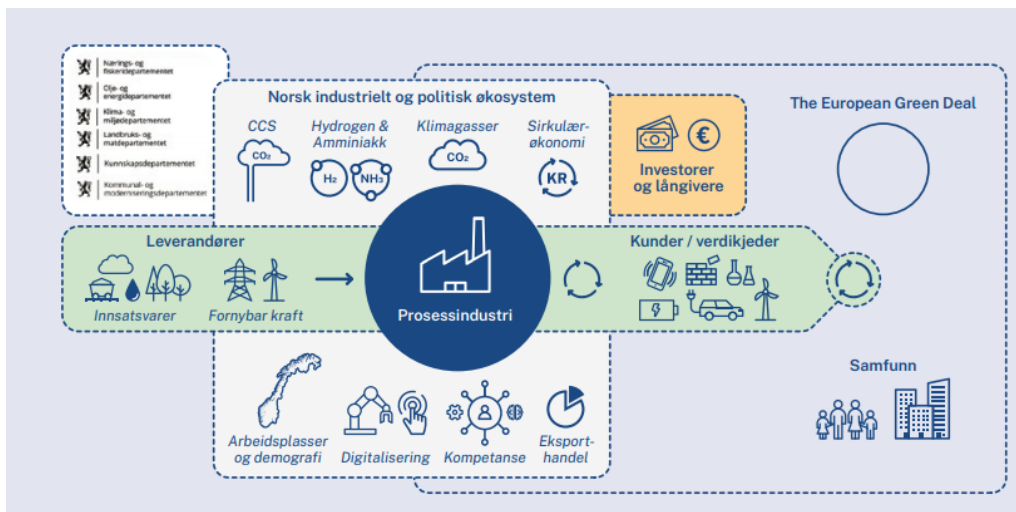 Nærings- og
fiskeridepartementet
Olje- og
energidepartementet
Klima- og
miljødepartementet
Landbruks- og
matdepartementet
Kunnskapsdepartementet
Kommunal- og
moderniseringsdepartementet
Norsk industrielt og politisk økosystem
CCS
CO₂
Hydrogen &
Amminiakk
H₂
NH₃
Klimagasser
CO₂
Sirkulær-
økonomi
KR
€
Investorer
og långivere
The European Green Deal
Leverandører
Innsatsvarer
Fornybar kraft
Prosessindustri
Kunder / verdikjeder
Arbeidsplasser
og demografi
Digitalisering
Kompetanse
Eksport-
handel
Samfunn